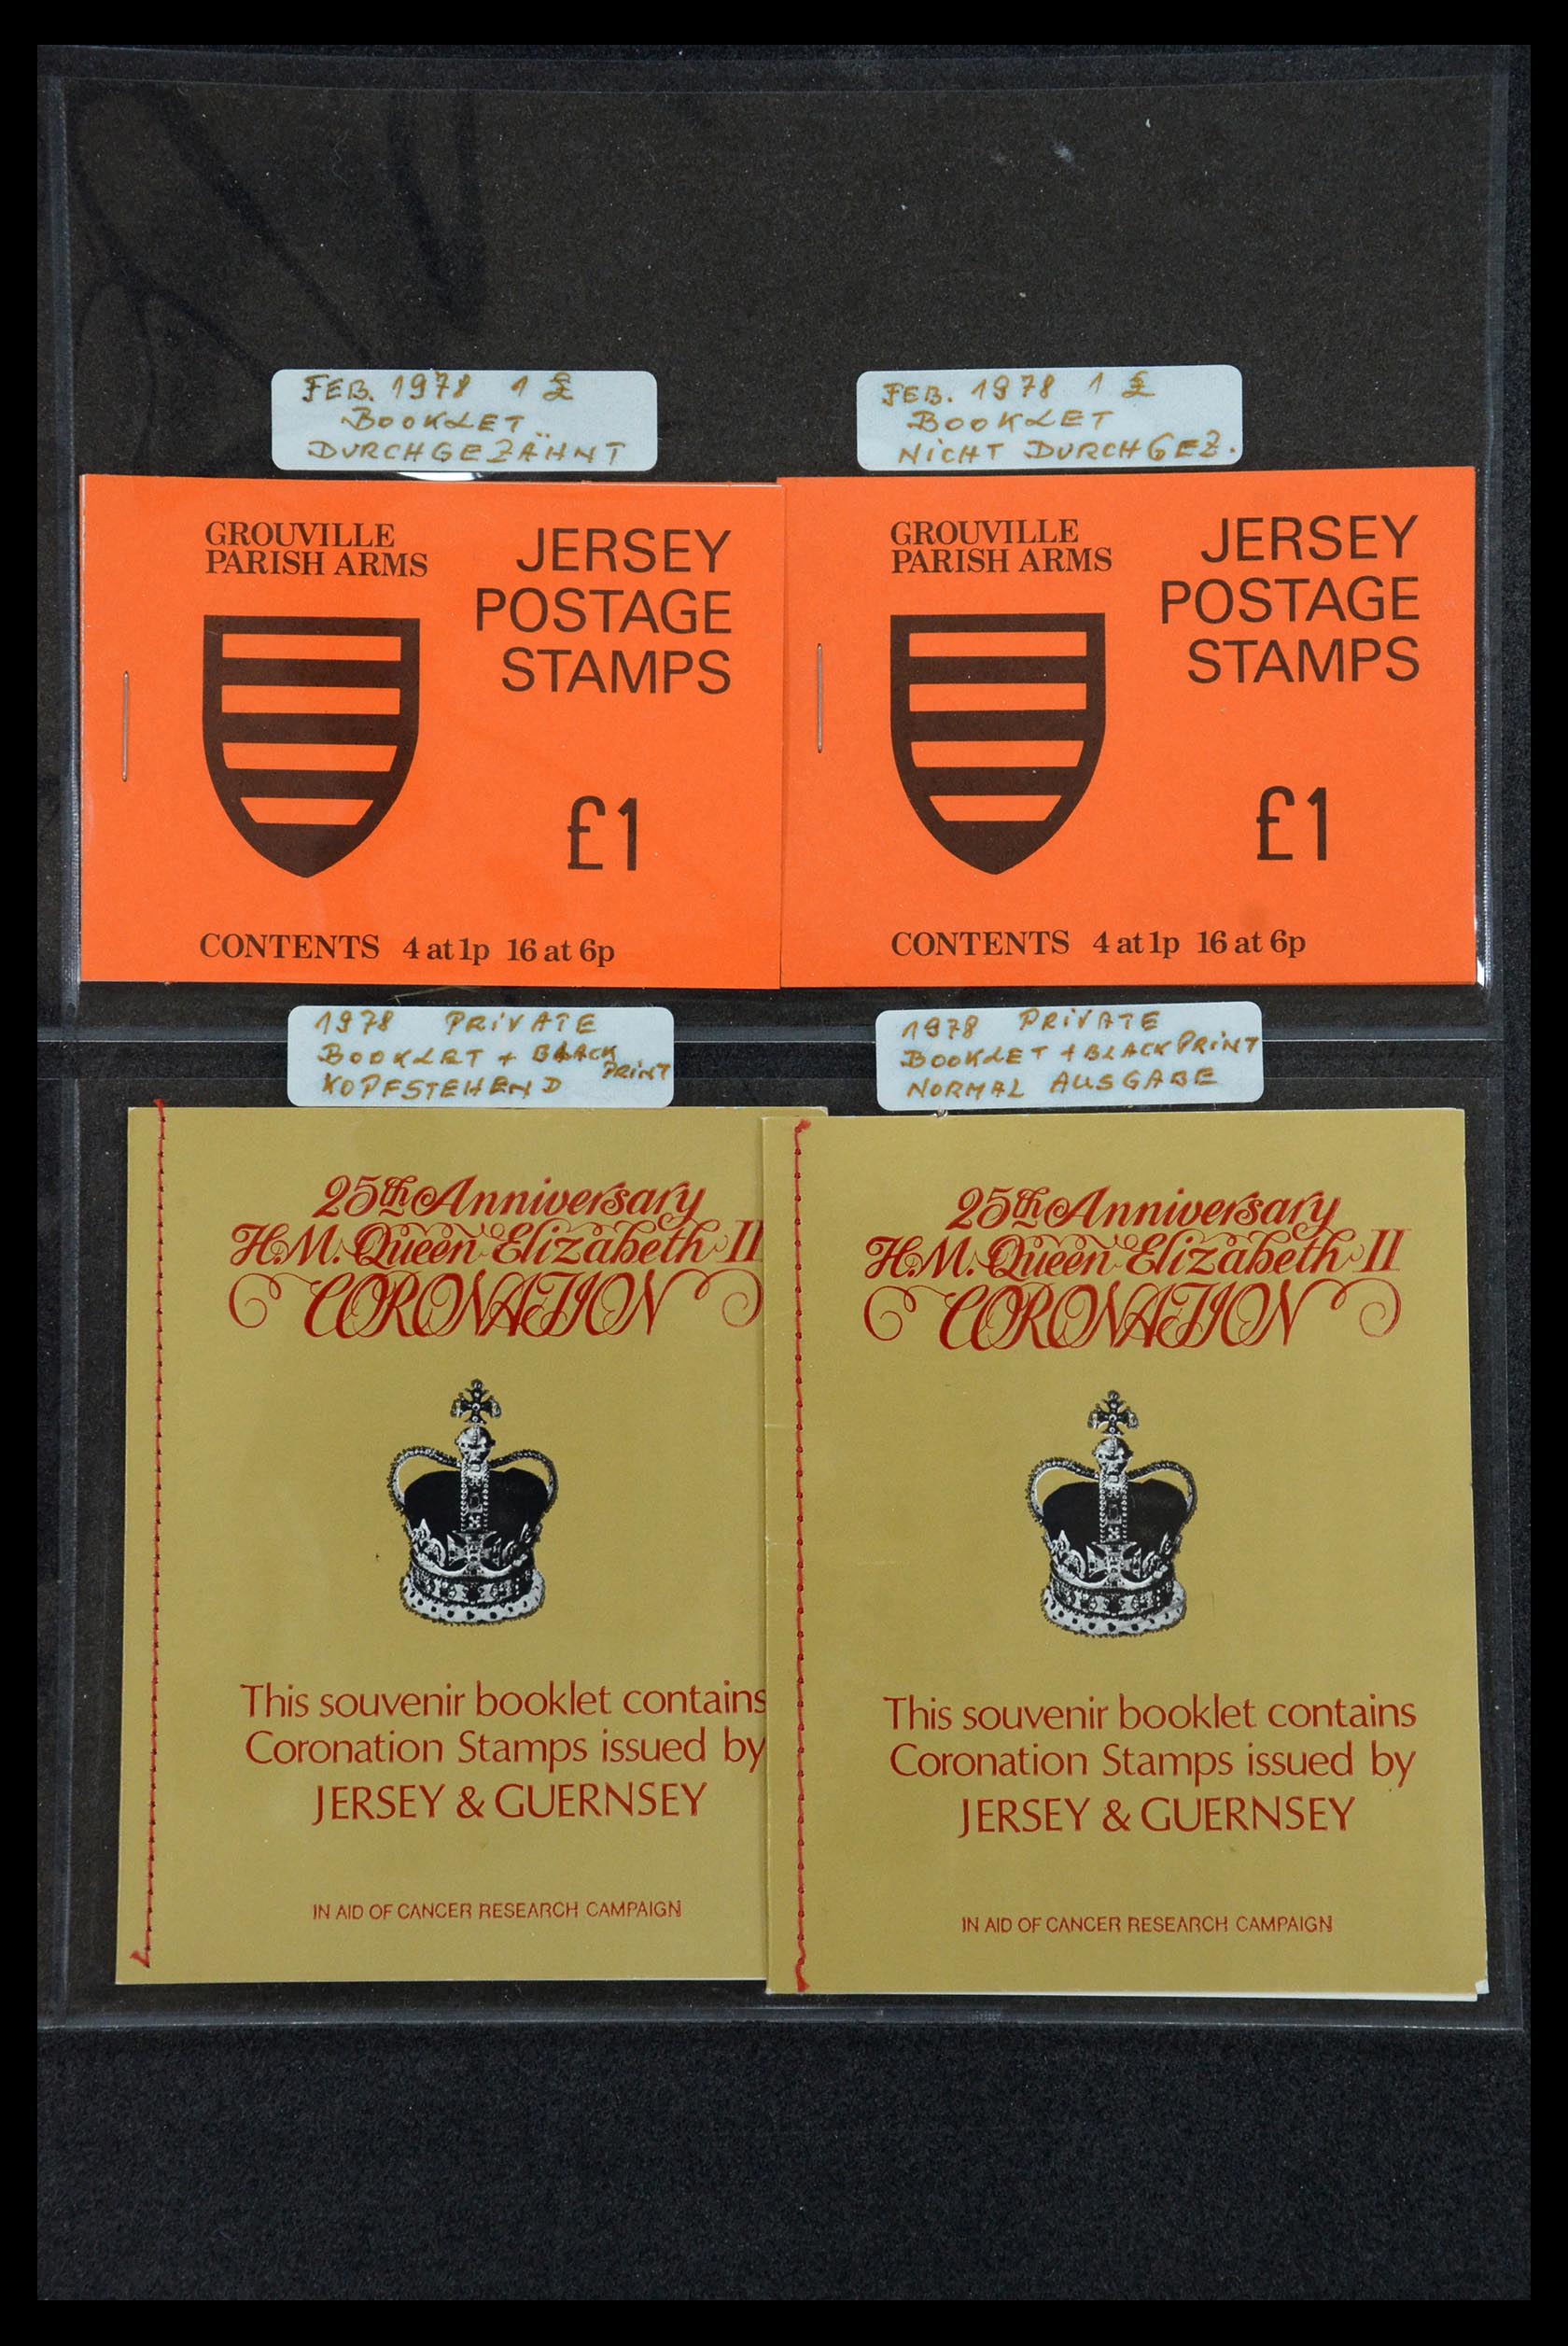 FEB. 1978 1 £
BOOKLET
DURCHGEZÄHNT
FEB. 1978 1 £
BOOKLET
NICHT DURCHGEZ.
GROUVILLE
PARISH ARMS
JERSEY
POSTAGE
STAMPS
£1
CONTENTS 4 at 1p 16 at 6p
GROUVILLE
PARISH ARMS
JERSEY
POSTAGE
STAMPS
£1
CONTENTS 4 at 1p 16 at 6p
1978 PRIVATE
BOOKLET + BLACK PRINT
KOPFSTEHEND
1978 PRIVATE
BOOKLET + BLACKPRINT
NORMAL AUSGABE
25th Anniversary
H.M. Queen Elizabeth II
CORONATION
This souvenir booklet contains
Coronation Stamps issued by
JERSEY & GUERNSEY
IN AID OF CANCER RESEARCH CAMPAIGN
25th Anniversary
H.M. Queen Elizabeth II
CORONATION
This souvenir booklet contains
Coronation Stamps issued by
JERSEY & GUERNSEY
IN AID OF CANCER RESEARCH CAMPAIGN